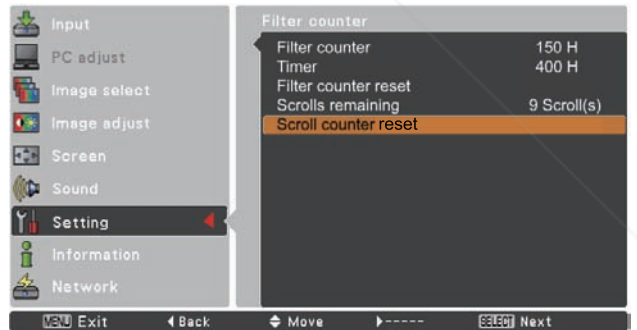 Input
PC adjust
Image select
Image adjust
Screen
Sound
Setting
Information
Network
Filter counter
Filter counter 150 H
Timer 400 H
Filter counter reset
Scrolls remaining 9 Scroll(s)
Scroll counter reset
MENU Exit Back Move ----- SELECT Next